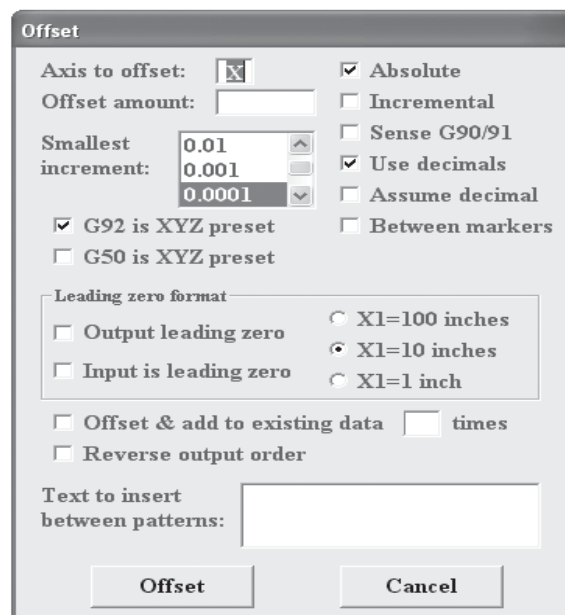 Offset
Axis to offset: X
Offset amount:
Smallest
increment:
0.01
0.001
0.0001
G92 is XYZ preset
G50 is XYZ preset
Absolute
Incremental
Sense G90/91
Use decimals
Assume decimal
Between markers
Leading zero format
Output leading zero
Input is leading zero
X1=100 inches
X1=10 inches
X1=1 inch
Offset & add to existing data times
Reverse output order
Text to insert
between patterns:
Offset Cancel